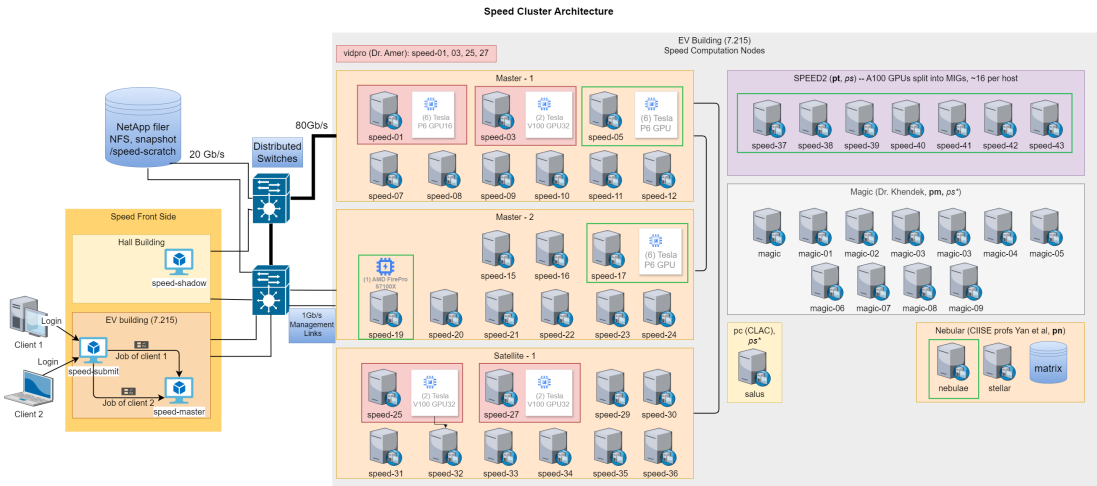 Speed Cluster Architecture
EV Building (7.215)
Speed Computation Nodes
vidpro (Dr. Amer): speed-01, 03, 25, 27
Master - 1
(6) Tesla
P6 GPU16
speed-01
(2) Tesla
V100 GPU32
speed-03
(6) Tesla
P6 GPU
speed-05
speed-07
speed-08
speed-09
speed-10
speed-11
speed-12
SPEED2 (pt, ps) -- A100 GPUs split into MIGs, ~16 per host
speed-37
speed-38
speed-39
speed-40
speed-41
speed-42
speed-43
NetApp filer
NFS, snapshot
/speed-scratch
20 Gb/s
80Gb/s
Distributed
Switches
1Gb/s
Management
Links
Speed Front Side
Hall Building
speed-shadow
EV building (7.215)
Login
Client 1
Login
Client 2
speed-submit
Job of client 1
Job of client 2
speed-master
Master - 2
speed-15
speed-16
(6) Tesla
P6 GPU
speed-17
(1) AMD FirePro
S7100X
speed-19
speed-20
speed-21
speed-22
speed-23
speed-24
Magic (Dr. Khendek, pm, ps*)
magic
magic-01
magic-02
magic-03
magic-03
magic-04
magic-05
magic-06
magic-07
magic-08
magic-09
Satellite - 1
(2) Tesla
V100 GPU32
speed-25
(2) Tesla
V100 GPU32
speed-27
speed-29
speed-30
speed-31
speed-32
speed-33
speed-34
speed-35
speed-36
pc (CLAC),
ps*
salus
Nebular (CIISE profs Yan et al, pn)
nebulae
stellar
matrix